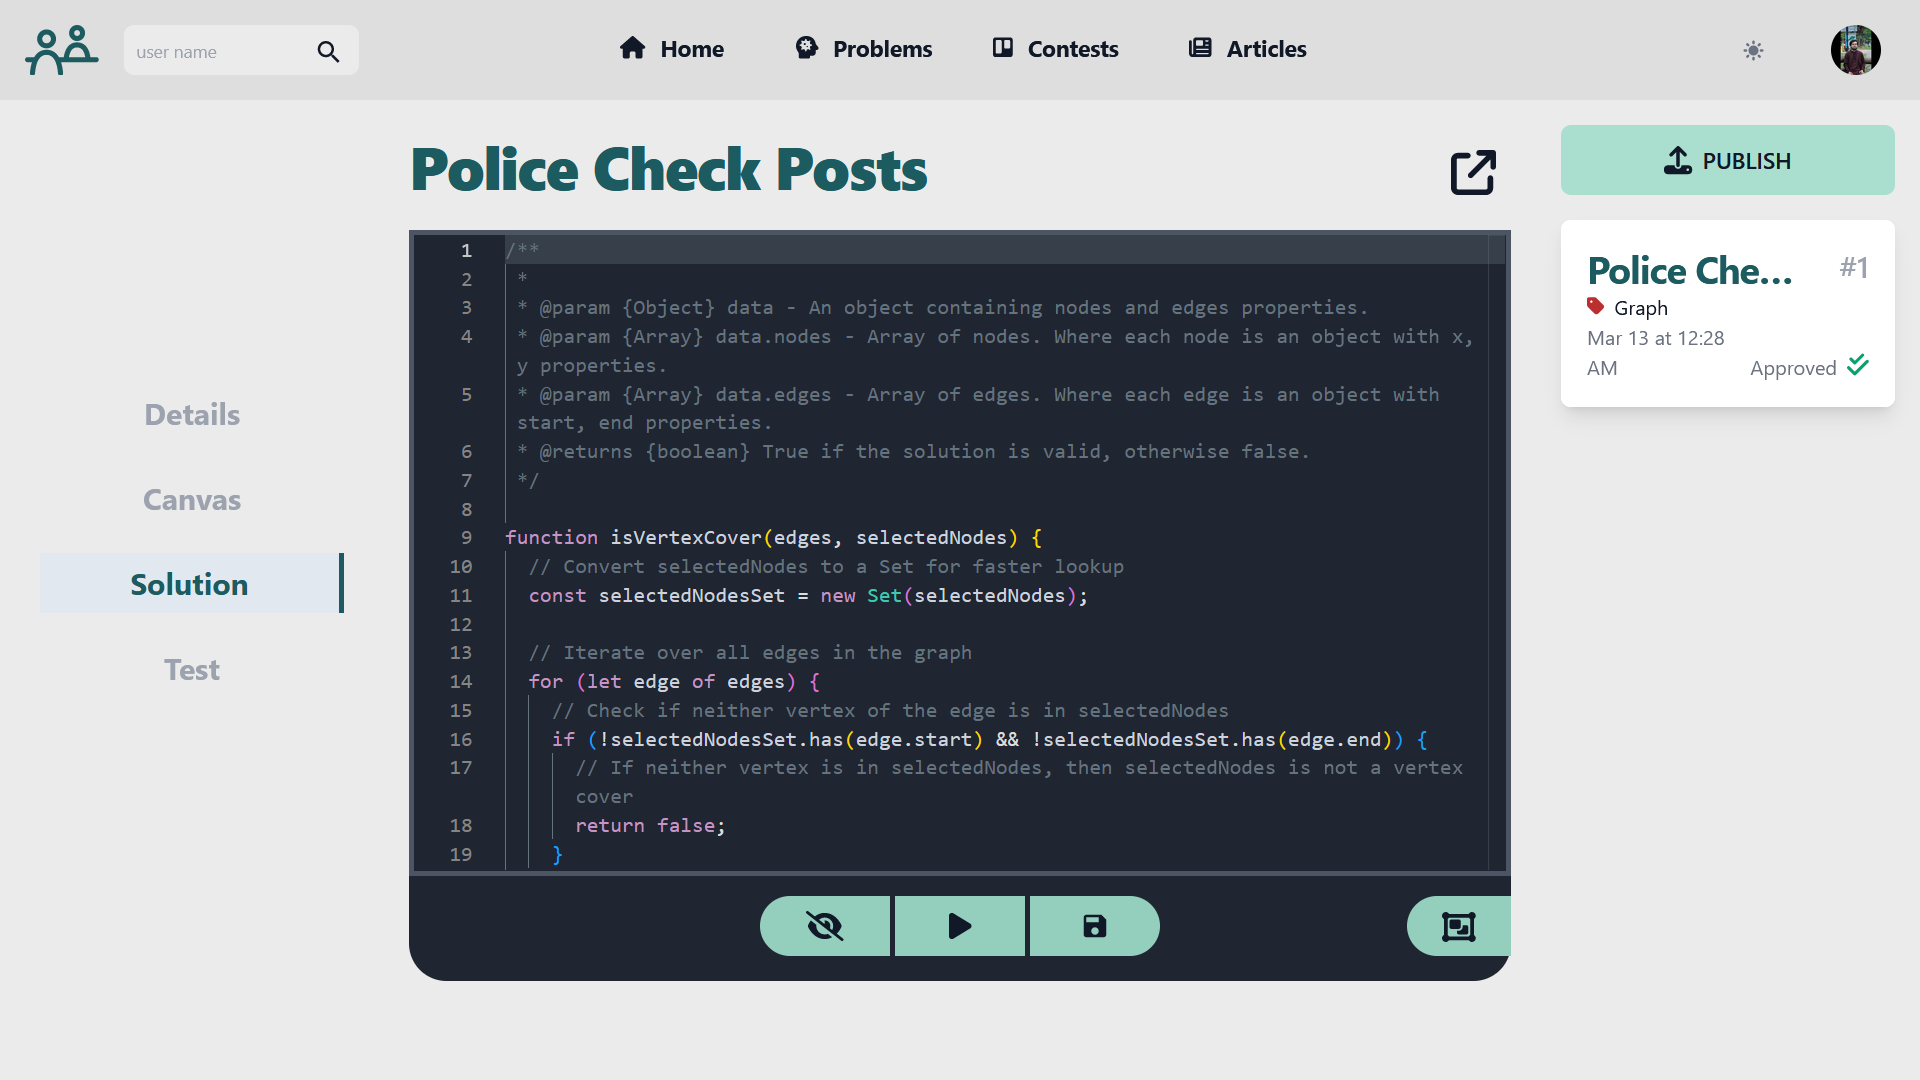 user name
Home
Problems
Contests
Articles
Police Check Posts
PUBLISH
Police Che...
#1
Graph
Mar 13 at 12:28
AM
Approved
Details
Canvas
Solution
Test
1 /**
2 *
3 * @param {Object} data - An object containing nodes and edges properties.
4 * @param {Array} data.nodes - Array of nodes. Where each node is an object with x,
y properties.
5 * @param {Array} data.edges - Array of edges. Where each edge is an object with
start, end properties.
6 * @returns {boolean} True if the solution is valid, otherwise false.
7 */
8
9 function isVertexCover(edges, selectedNodes) {
10 // Convert selectedNodes to a Set for faster lookup
11 const selectedNodesSet = new Set(selectedNodes);
12
13 // Iterate over all edges in the graph
14 for (let edge of edges) {
15 // Check if neither vertex of the edge is in selectedNodes
16 if (!selectedNodesSet.has(edge.start) && !selectedNodesSet.has(edge.end)) {
17 // If neither vertex is in selectedNodes, then selectedNodes is not a vertex
cover
18 return false;
19 }